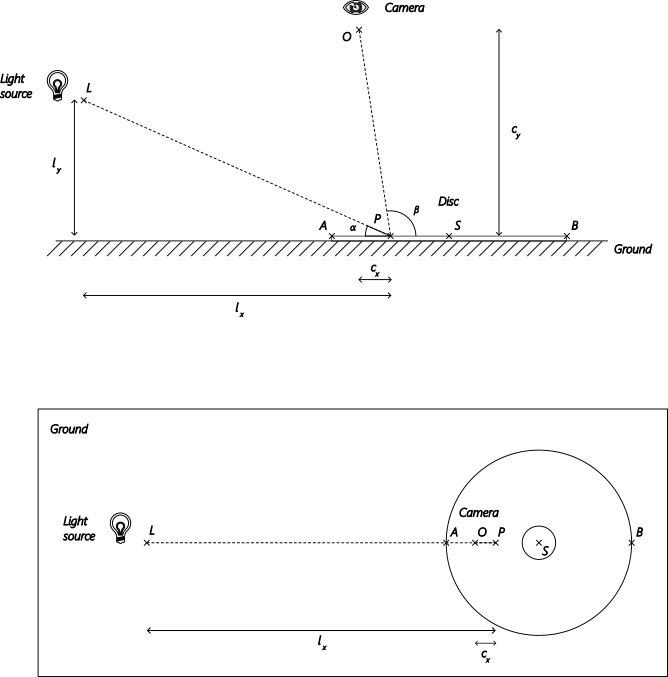 Camera
O
Light
source
L
l_y
c_y
P
β
Disc
A
α
S
B
Ground
c_x
l_x
Ground
Camera
Light
source
L
A
O
P
S
B
l_x
c_x